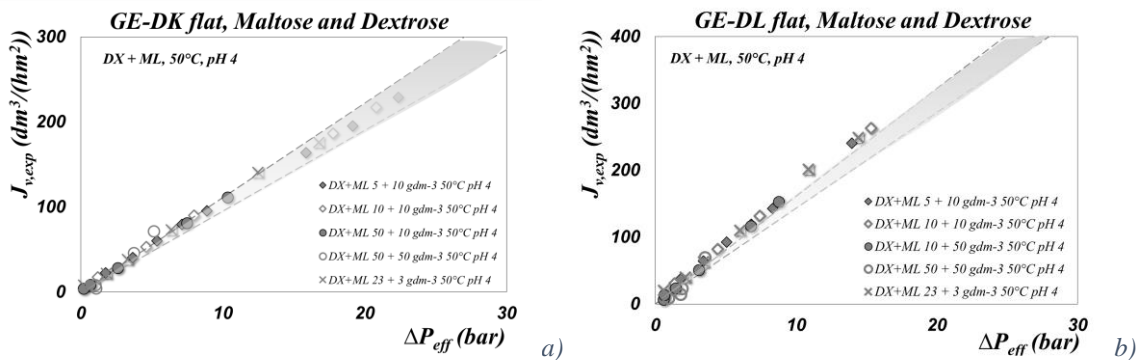 GE-DK flat, Maltose and Dextrose
300
200
100
0
DX + ML, 50°C, pH 4
J_v,exp (dm³/(hm²))
DX+ML 5 + 10 gdm-3 50°C pH 4
DX+ML 10 + 10 gdm-3 50°C pH 4
DX+ML 50 + 10 gdm-3 50°C pH 4
DX+ML 50 + 50 gdm-3 50°C pH 4
DX+ML 23 + 3 gdm-3 50°C pH 4
0 10 20 30
ΔP_eff (bar)
a)
GE-DL flat, Maltose and Dextrose
400
300
200
100
0
DX + ML, 50°C, pH 4
J_v,exp (dm³/(hm²))
DX+ML 5 + 10 gdm-3 50°C pH 4
DX+ML 10 + 10 gdm-3 50°C pH 4
DX+ML 10 + 50 gdm-3 50°C pH 4
DX+ML 50 + 50 gdm-3 50°C pH 4
DX+ML 23 + 3 gdm-3 50°C pH 4
0 10 20 30
ΔP_eff (bar)
b)